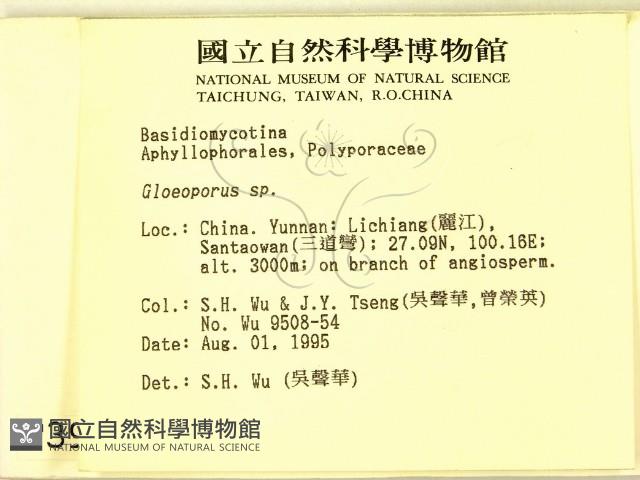 國立自然科學博物館
NATIONAL MUSEUM OF NATURAL SCIENCE
TAICHUNG, TAIWAN, R.O.CHINA
Basidiomycotina
Aphyllophorales, Polyporaceae
Gloeoporus sp.
Loc.: China. Yunnan: Lichiang(麗江),
Santaowan(三道彎); 27.09N, 100.16E;
alt. 3000m; on branch of angiosperm.
Col.: S.H. Wu & J.Y. Tseng(吳聲華,曾榮英)
No. Wu 9508-54
Date: Aug. 01, 1995
Det.: S.H. Wu (吳聲華)
國立自然科學博物館
NATIONAL MUSEUM OF NATURAL SCIENCE